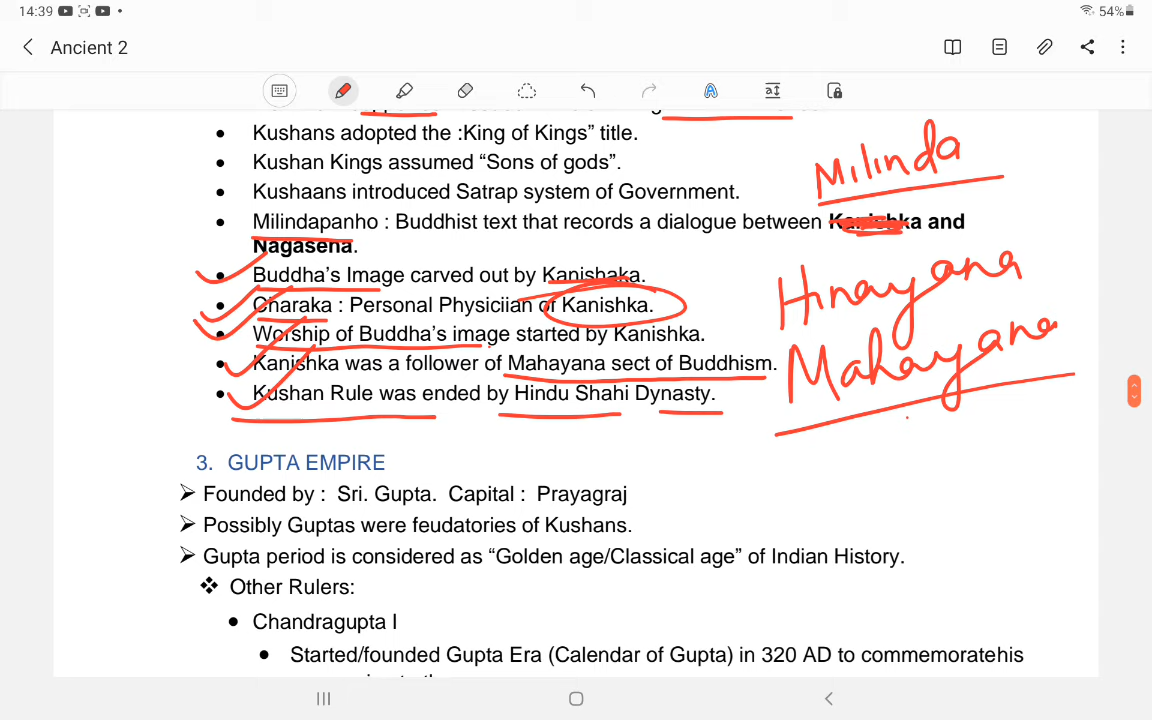 14:39
54%
Ancient 2
Kushans adopted the :King of Kings” title.
Kushan Kings assumed “Sons of gods”.
Kushaans introduced Satrap system of Government.
Milinda
Milindapanho : Buddhist text that records a dialogue between Kanishka and
Nagasena.
Buddha’s Image carved out by Kanishaka.
Charaka : Personal Physiciian of Kanishka.
Hinayana
Worship of Buddha’s image started by Kanishka.
Kanishka was a follower of Mahayana sect of Buddhism.
Mahayana
Kushan Rule was ended by Hindu Shahi Dynasty.
3. GUPTA EMPIRE
Founded by : Sri. Gupta. Capital : Prayagraj
Possibly Guptas were feudatories of Kushans.
Gupta period is considered as “Golden age/Classical age” of Indian History.
Other Rulers:
Chandragupta I
Started/founded Gupta Era (Calendar of Gupta) in 320 AD to commemoratehis